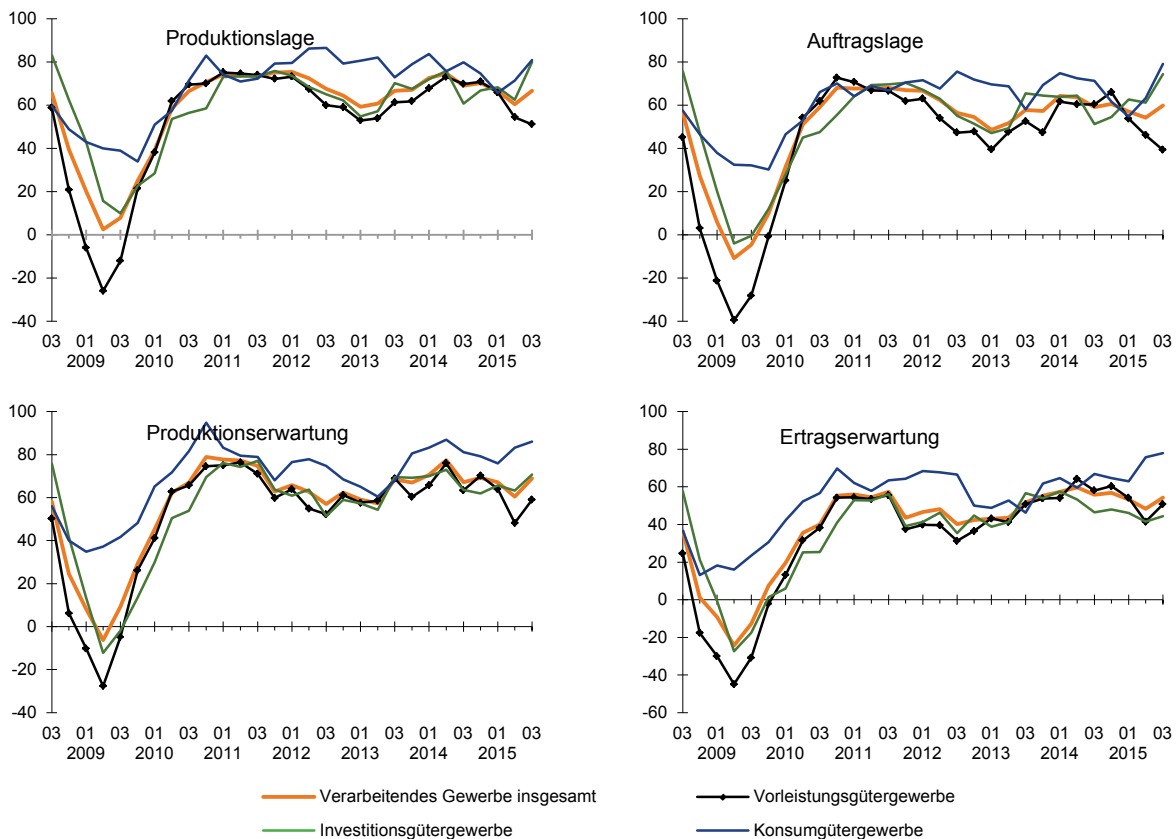 Produktionslage
100
80
60
40
20
0
-20
-40
03 01 03 01 03 01 03 01 03 01 03 01 03 01 03
2009 2010 2011 2012 2013 2014 2015
Auftragslage
100
80
60
40
20
0
-20
-40
03 01 03 01 03 01 03 01 03 01 03 01 03 01 03
2009 2010 2011 2012 2013 2014 2015
Produktionserwartung
100
80
60
40
20
0
-20
-40
03 01 03 01 03 01 03 01 03 01 03 01 03 01 03
2009 2010 2011 2012 2013 2014 2015
Ertragserwartung
100
80
60
40
20
0
-20
-40
-60
03 01 03 01 03 01 03 01 03 01 03 01 03 01 03
2009 2010 2011 2012 2013 2014 2015
Verarbeitendes Gewerbe insgesamt
Vorleistungsgütergewerbe
Investitionsgütergewerbe
Konsumgütergewerbe